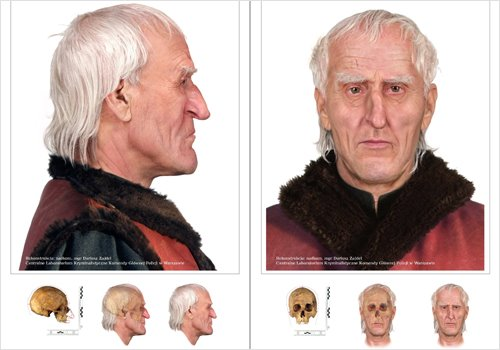 Rekonstrukcja: nadkom. mgr Dariusz Zajdel
Centralne Laboratorium Kryminalistyczne Komendy Głównej Policji w Warszawie
Rekonstrukcja: nadkom. mgr Dariusz Zajdel
Centralne Laboratorium Kryminalistyczne Komendy Głównej Policji w Warszawie